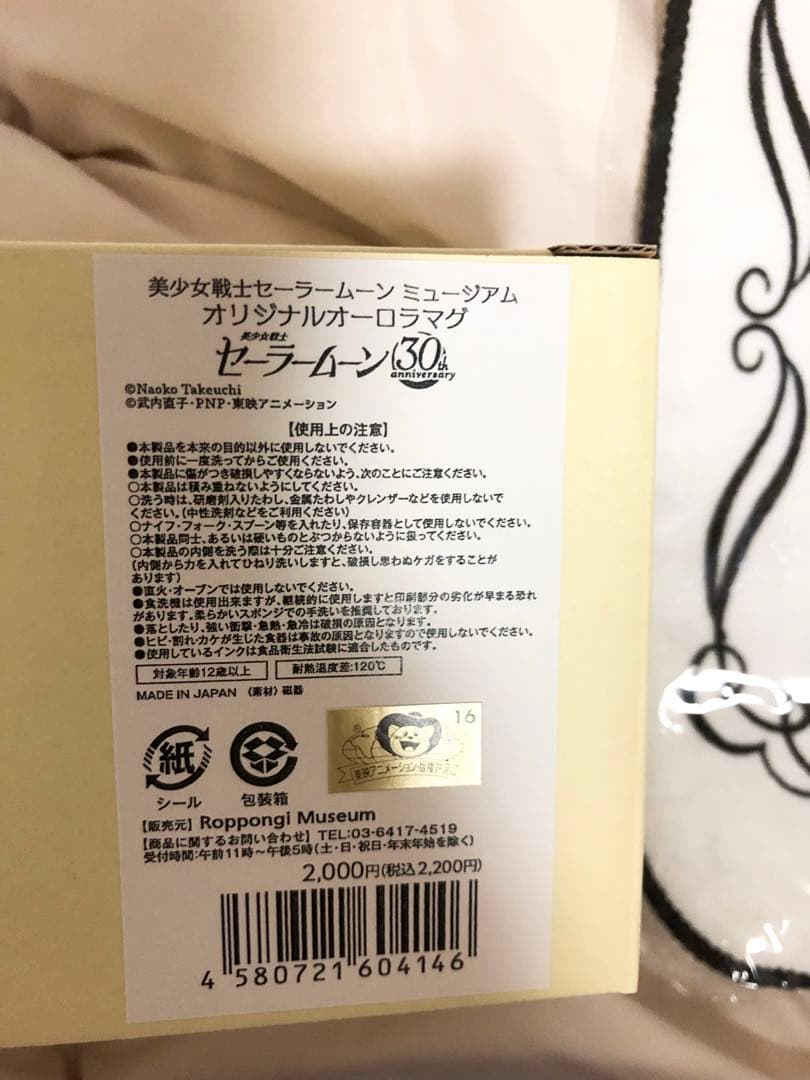 美少女戦士セーラームーン ミュージアム
オリジナルオーロラマグ
美少女戦士
セーラームーン 30th
anniversary
©Naoko Takeuchi
©武内直子・PNP・東映アニメーション
【使用上の注意】
●本製品を本来の目的以外に使用しないでください。
●使用前に一度洗ってからご使用ください。
●本製品に傷がつき破損しやすくならないよう、次のことにご注意ください。
○本製品は積み重ねないようにしてください。
○洗う時は、研磨剤入りたわし、金属たわしやクレンザーなどを使用しないで
ください。(中性洗剤などをご利用ください)
○ナイフ・フォーク・スプーン等を入れたり、保存容器として使用しないでください。
○本製品同士、あるいは硬いものとぶつからないように扱ってください。
○本製品の内側を洗う際は十分ご注意ください。
(内側から力を入れてひねり洗いしますと、破損し思わぬケガをすることが
あります)
●直火・オーブンでは使用しないでください。
●食洗機は使用出来ますが、継続的に使用しますと印刷部分の劣化が早まる恐れ
があります。柔らかいスポンジでの手洗いを推奨しております。
●落としたり、強い衝撃・急熱・急冷は破損の原因となります。
●ヒビ・割れ・カケが生じた食器は事故の原因となりますので使用しないでください。
●使用しているインクは食品衛生法試験に適合したものです。
対象年齢12歳以上 耐熱温度差:120℃
MADE IN JAPAN 〈素材〉磁器
16
紙
東映アニメーション
シール 包装箱
【販売元】Roppongi Museum
【商品に関するお問い合わせ】TEL:03-6417-4519
受付時間:午前11時〜午後5時(土・日・祝日・年末年始を除く)
2,000円(税込2,200円)
4 580721 604146